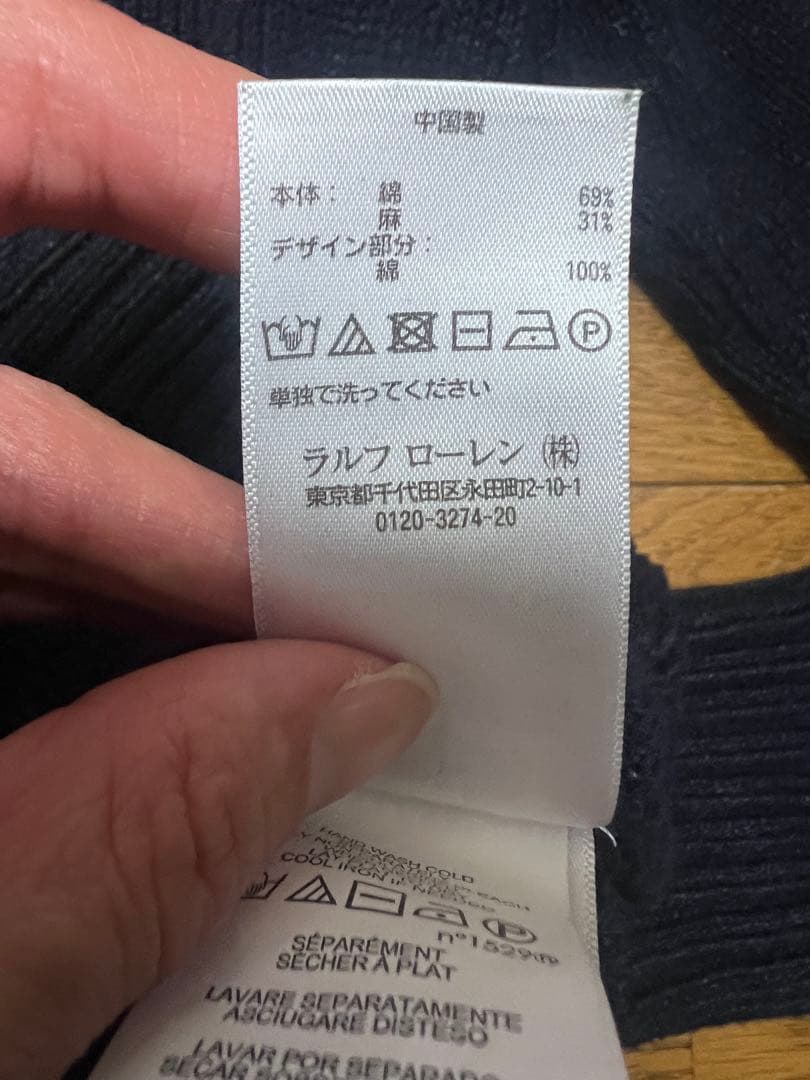 中国製
本体： 綿 69%
麻 31%
デザイン部分：
綿 100%
P
単独で洗ってください
ラルフ ローレン（株）
東京都千代田区永田町2-10-1
0120-3274-20
HAND WASH COLD
EACH
COOL IRON IF NEEDED
P
n°15290
SÉPARÉMENT
SÉCHER À PLAT
LAVARE SEPARATAMENTE
ASCIUGARE DISTESO
LAVAR POR SEPARADO
SECAR